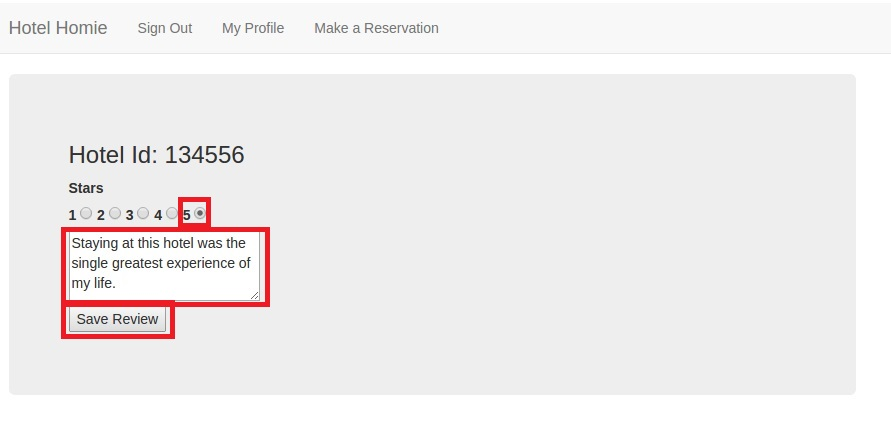 Hotel Homie Sign Out My Profile Make a Reservation
Hotel Id: 134556
Stars
1 2 3 4 5
Staying at this hotel was the
single greatest experience of
my life.
Save Review